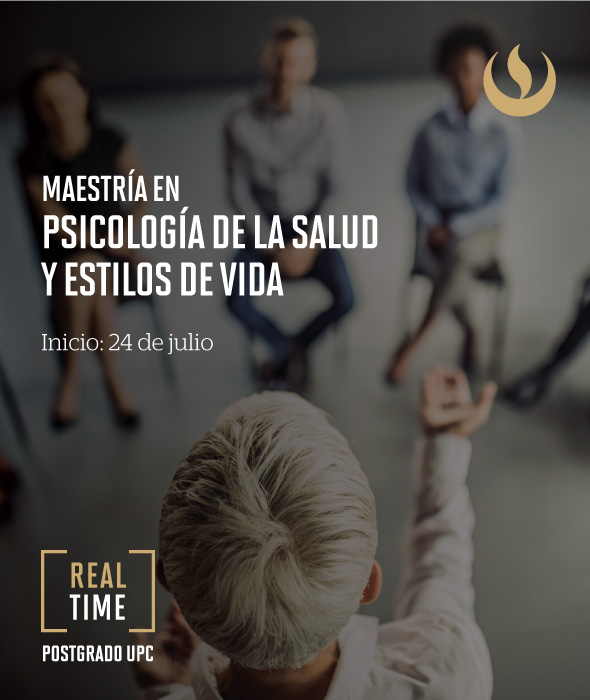 MAESTRÍA EN
PSICOLOGÍA DE LA SALUD
Y ESTILOS DE VIDA
Inicio: 24 de julio
REAL
TIME
POSTGRADO UPC